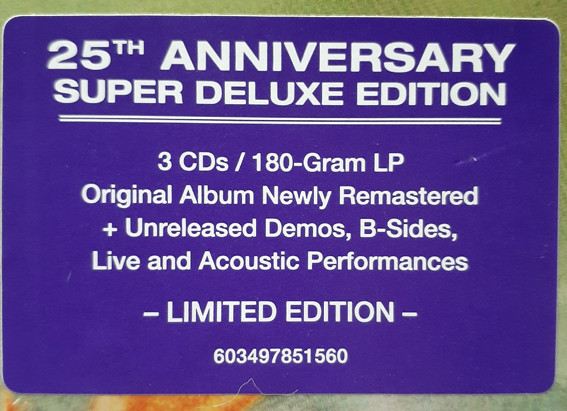 25TH ANNIVERSARY
SUPER DELUXE EDITION
3 CDs / 180-Gram LP
Original Album Newly Remastered
+ Unreleased Demos, B-Sides,
Live and Acoustic Performances
– LIMITED EDITION –
603497851560